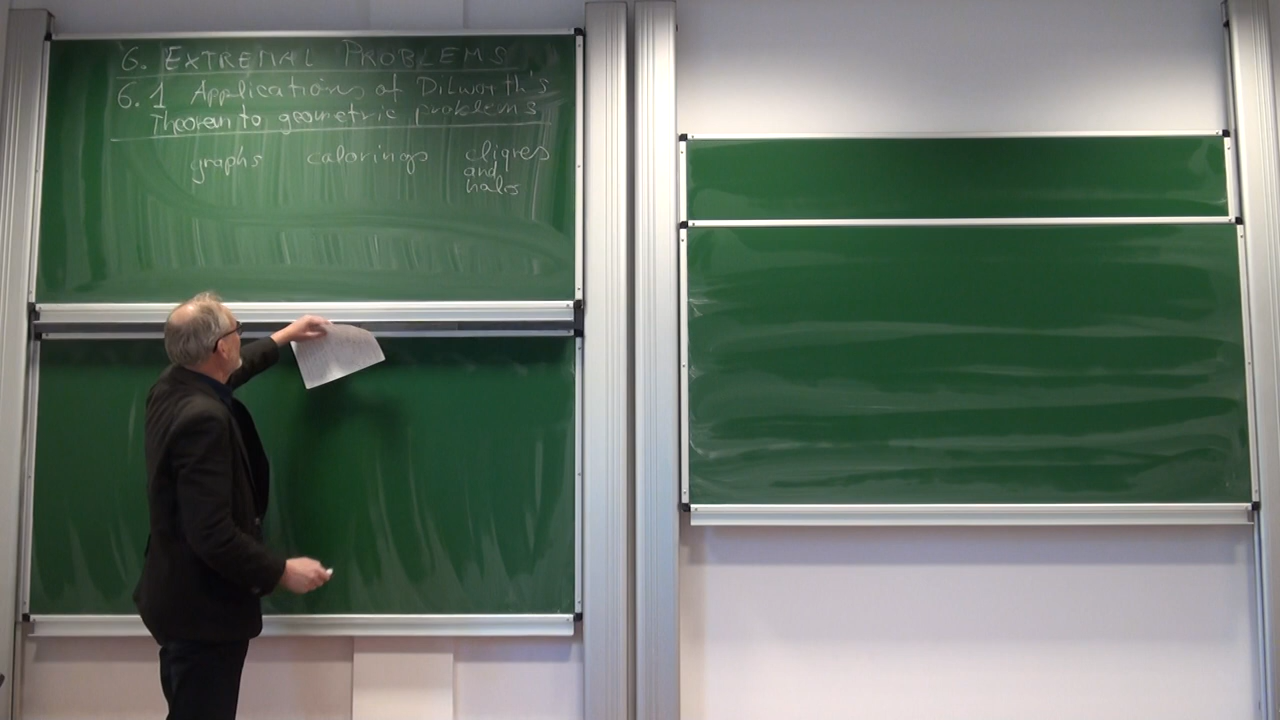 6. EXTREMAL PROBLEMS
6.1 Applications of Dilworth's
Theorem to geometric problems
graphs colorings cliques
and
holes